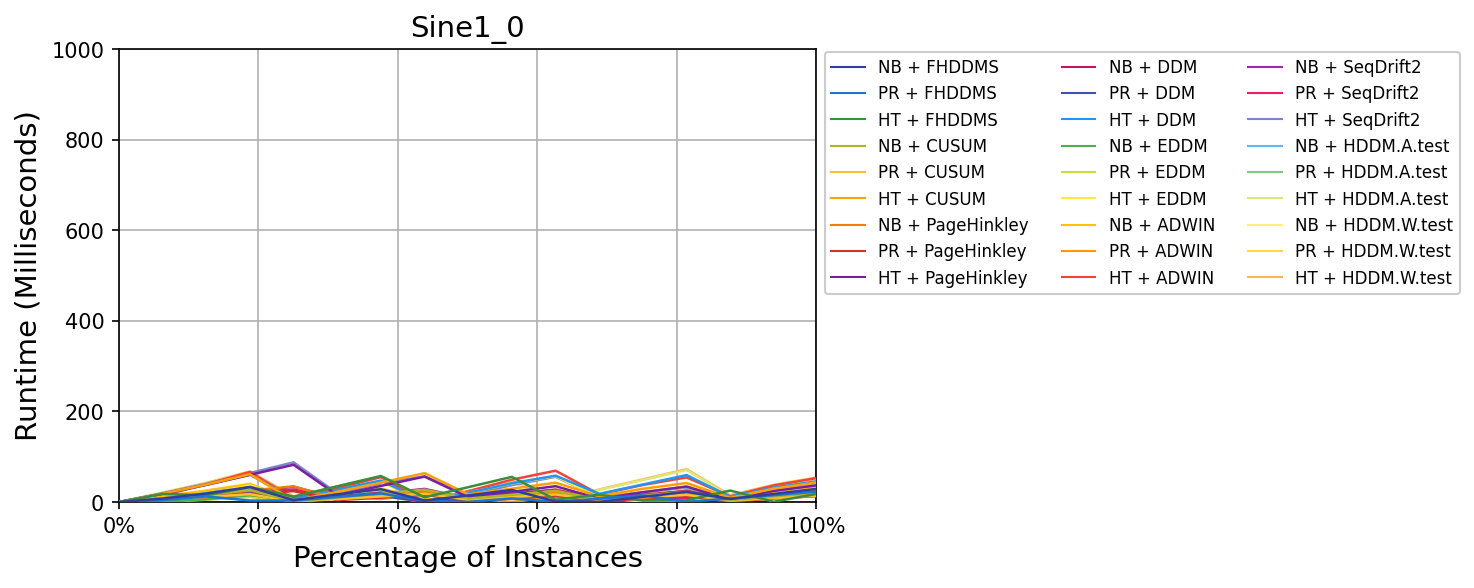 Sine1_0
Runtime (Milliseconds)
1000
800
600
400
200
0
0%
20%
40%
60%
80%
100%
Percentage of Instances
NB + FHDDMS
PR + FHDDMS
HT + FHDDMS
NB + CUSUM
PR + CUSUM
HT + CUSUM
NB + PageHinkley
PR + PageHinkley
HT + PageHinkley
NB + DDM
PR + DDM
HT + DDM
NB + EDDM
PR + EDDM
HT + EDDM
NB + ADWIN
PR + ADWIN
HT + ADWIN
NB + SeqDrift2
PR + SeqDrift2
HT + SeqDrift2
NB + HDDM.A.test
PR + HDDM.A.test
HT + HDDM.A.test
NB + HDDM.W.test
PR + HDDM.W.test
HT + HDDM.W.test